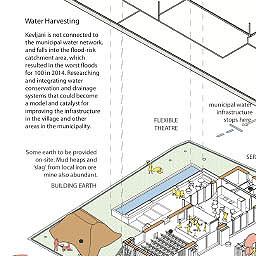 Water Harvesting
Kevljani is not connected to
the municipal water network,
and falls into the flood-risk
catchment area, which
resulted in the worst floods
for 100 in 2014. Researching
and integrating water
conservation and drainage
systems that could become
a model and catalyst for
improving the infrastructure
in the village and other
areas in the municipality.
municipal water
infrastructure
stops here
FLEXIBLE
THEATRE
SER
Some earth to be provided
on-site. Mud heaps and
'slag' from local iron ore
mine also abundant.
BUILDING EARTH